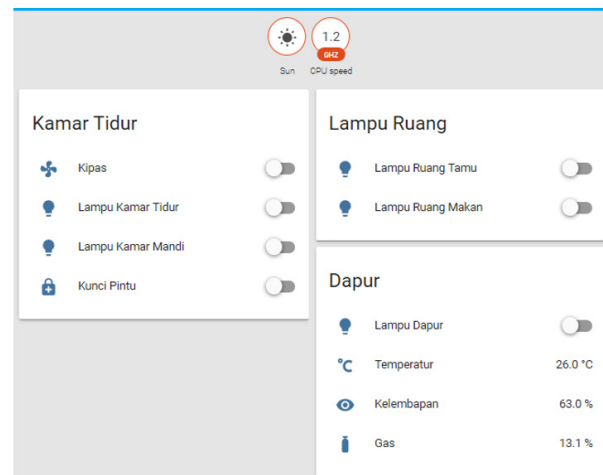 1.2
GHZ
Sun CPU speed
Kamar Tidur
Kipas
Lampu Kamar Tidur
Lampu Kamar Mandi
Kunci Pintu
Lampu Ruang
Lampu Ruang Tamu
Lampu Ruang Makan
Dapur
Lampu Dapur
°C Temperatur 26.0 °C
Kelembapan 63.0 %
Gas 13.1 %